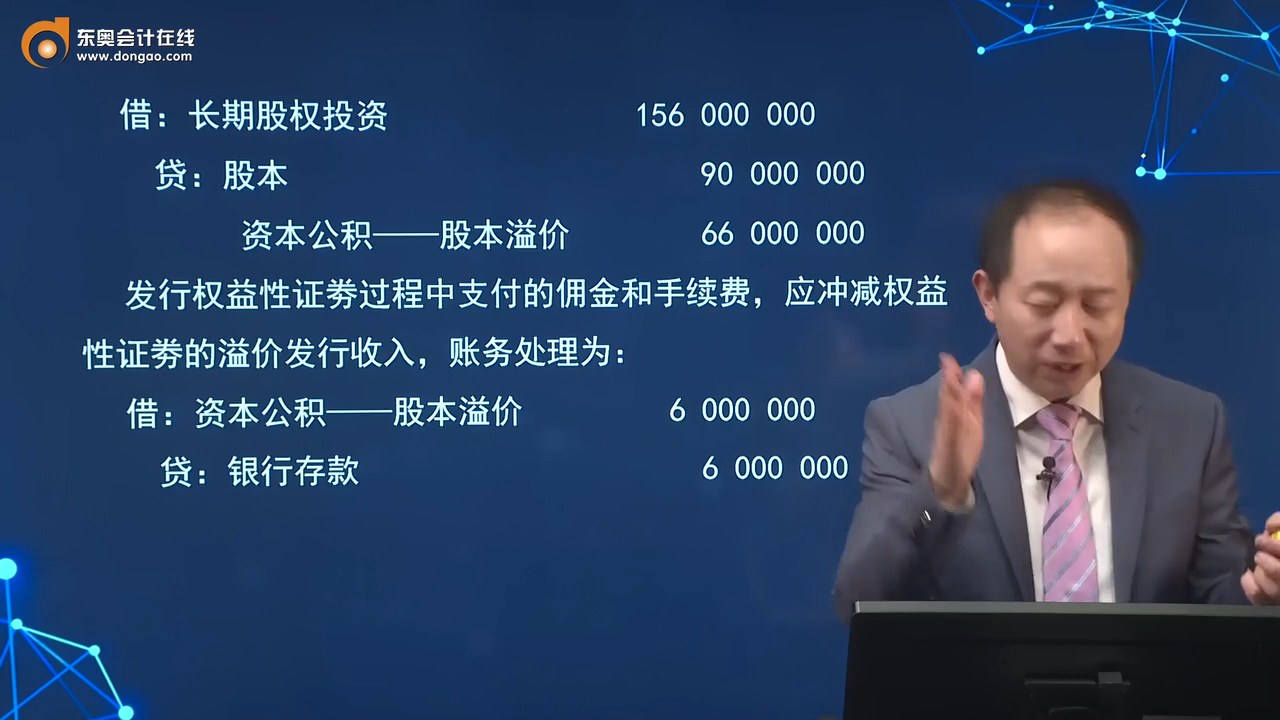 东奥会计在线
www.dongao.com
借：长期股权投资 156 000 000
贷：股本 90 000 000
资本公积——股本溢价 66 000 000
发行权益性证券过程中支付的佣金和手续费，应冲减权益
性证券的溢价发行收入，账务处理为：
借：资本公积——股本溢价 6 000 000
贷：银行存款 6 000 000